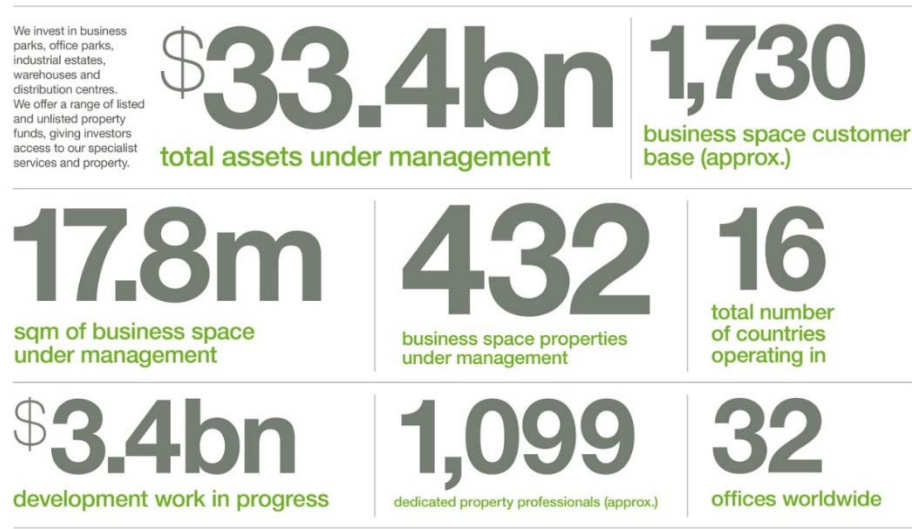 We invest in business
parks, office parks,
industrial estates,
warehouses and
distribution centres.
We offer a range of listed
and unlisted property
funds, giving investors
access to our specialist
services and property.
$33.4bn
total assets under management
1,730
business space customer
base (approx.)
17.8m
sqm of business space
under management
432
business space properties
under management
16
total number
of countries
operating in
$3.4bn
development work in progress
1,099
dedicated property professionals (approx.)
32
offices worldwide